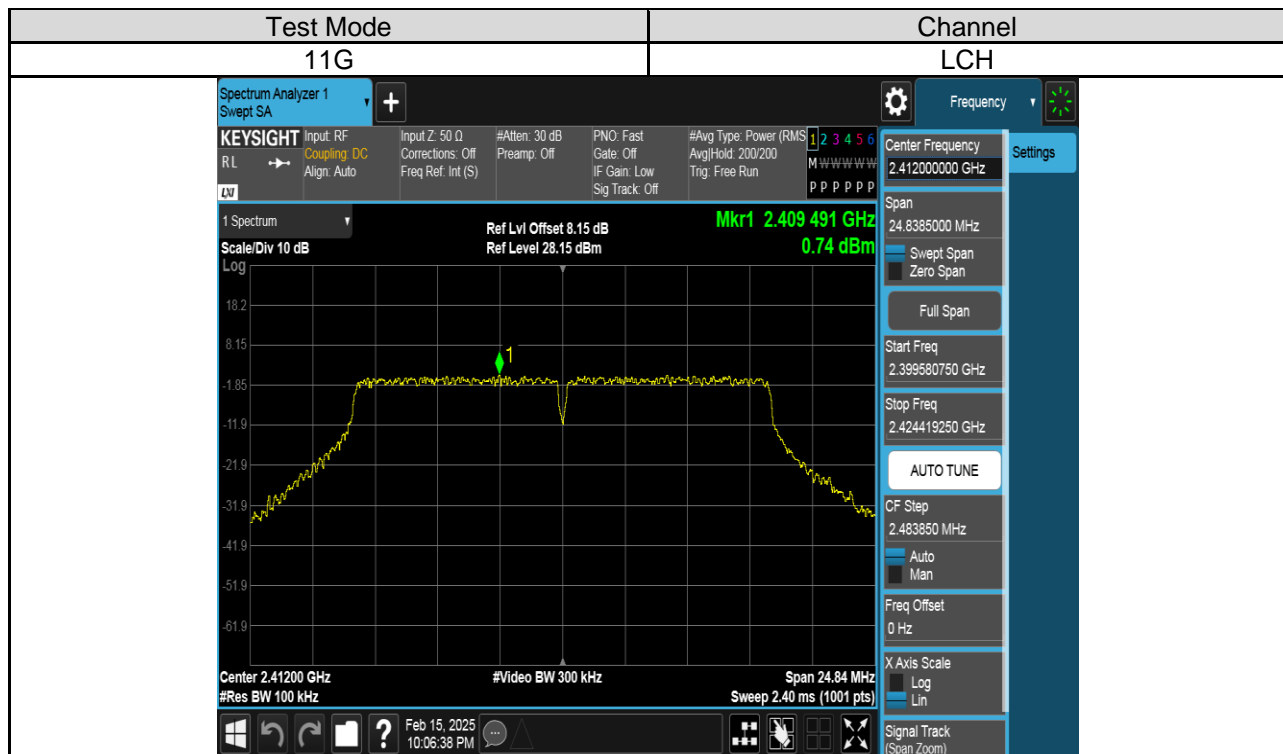 Test Mode Channel
11G LCH
Spectrum Analyzer 1
Swept SA
+
Frequency
KEYSIGHT Input: RF Input Z: 50 Ω #Atten: 30 dB PNO: Fast #Avg Type: Power (RMS 1 2 3 4 5 6
R L Coupling: DC Corrections: Off Preamp: Off Gate: Off Avg|Hold: 200/200 M W W W W W
Align: Auto Freq Ref: Int (S) IF Gain: Low Trig: Free Run
LXI Sig Track: Off P P P P P P
1 Spectrum
Ref Lvl Offset 8.15 dB Mkr1 2.409 491 GHz
Scale/Div 10 dB Ref Level 28.15 dBm 0.74 dBm
Log
18.2
8.15
1
-1.85
-11.9
-21.9
-31.9
-41.9
-51.9
-61.9
Center 2.41200 GHz #Video BW 300 kHz Span 24.84 MHz
#Res BW 100 kHz Sweep 2.40 ms (1001 pts)
Center Frequency
2.412000000 GHz
Settings
Span
24.8385000 MHz
Swept Span
Zero Span
Full Span
Start Freq
2.399580750 GHz
Stop Freq
2.424419250 GHz
AUTO TUNE
CF Step
2.483850 MHz
Auto
Man
Freq Offset
0 Hz
X Axis Scale
Log
Lin
Signal Track
(Span Zoom)
? Feb 15, 2025
10:06:38 PM